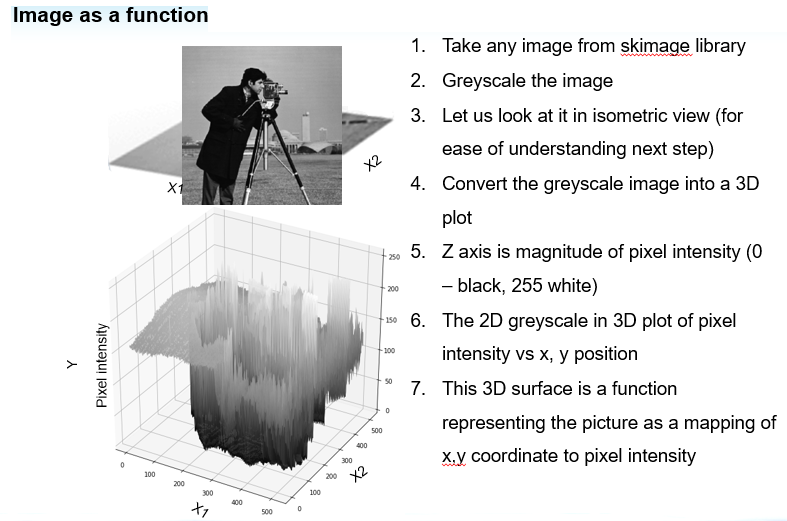 Image as a function
1. Take any image from skimage library
2. Greyscale the image
3. Let us look at it in isometric view (for
ease of understanding next step)
4. Convert the greyscale image into a 3D
plot
5. Z axis is magnitude of pixel intensity (0
– black, 255 white)
6. The 2D greyscale in 3D plot of pixel
intensity vs x, y position
7. This 3D surface is a function
representing the picture as a mapping of
x,y coordinate to pixel intensity
X1
X2
Y
Pixel intensity
250
200
150
100
50
0
0
100
200
300
400
500
X1
0
100
200
300
400
500
X2